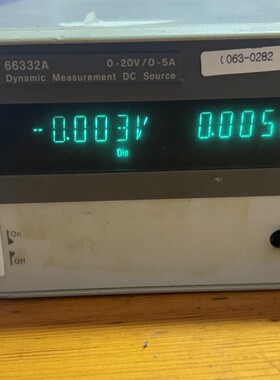 66332A 0-20V/0-5A (063-0282
Dynamic Measurement DC Source
-0.003V 0.005
Dis
On
Off